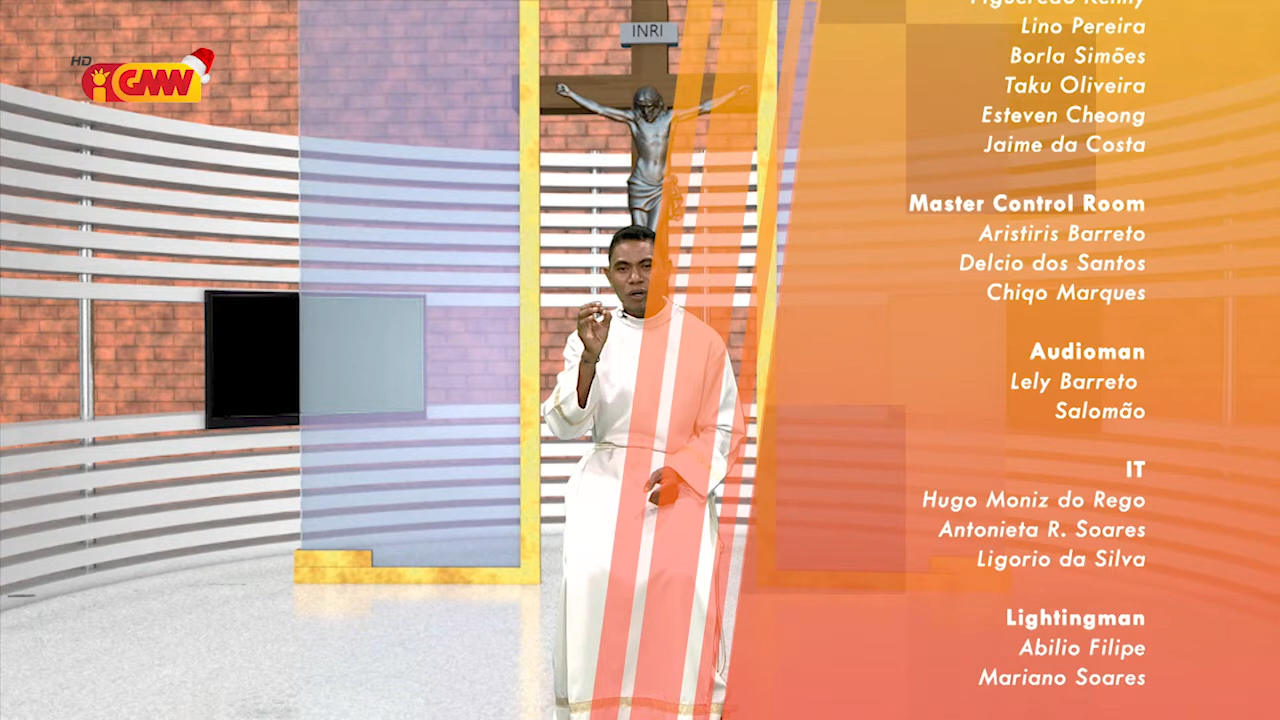 INRI
HD
GMN
Figueredo Kenny
Lino Pereira
Borla Simões
Taku Oliveira
Esteven Cheong
Jaime da Costa
Master Control Room
Aristiris Barreto
Delcio dos Santos
Chiqo Marques
Audioman
Lely Barreto
Salomão
IT
Hugo Moniz do Rego
Antonieta R. Soares
Ligorio da Silva
Lightingman
Abilio Filipe
Mariano Soares